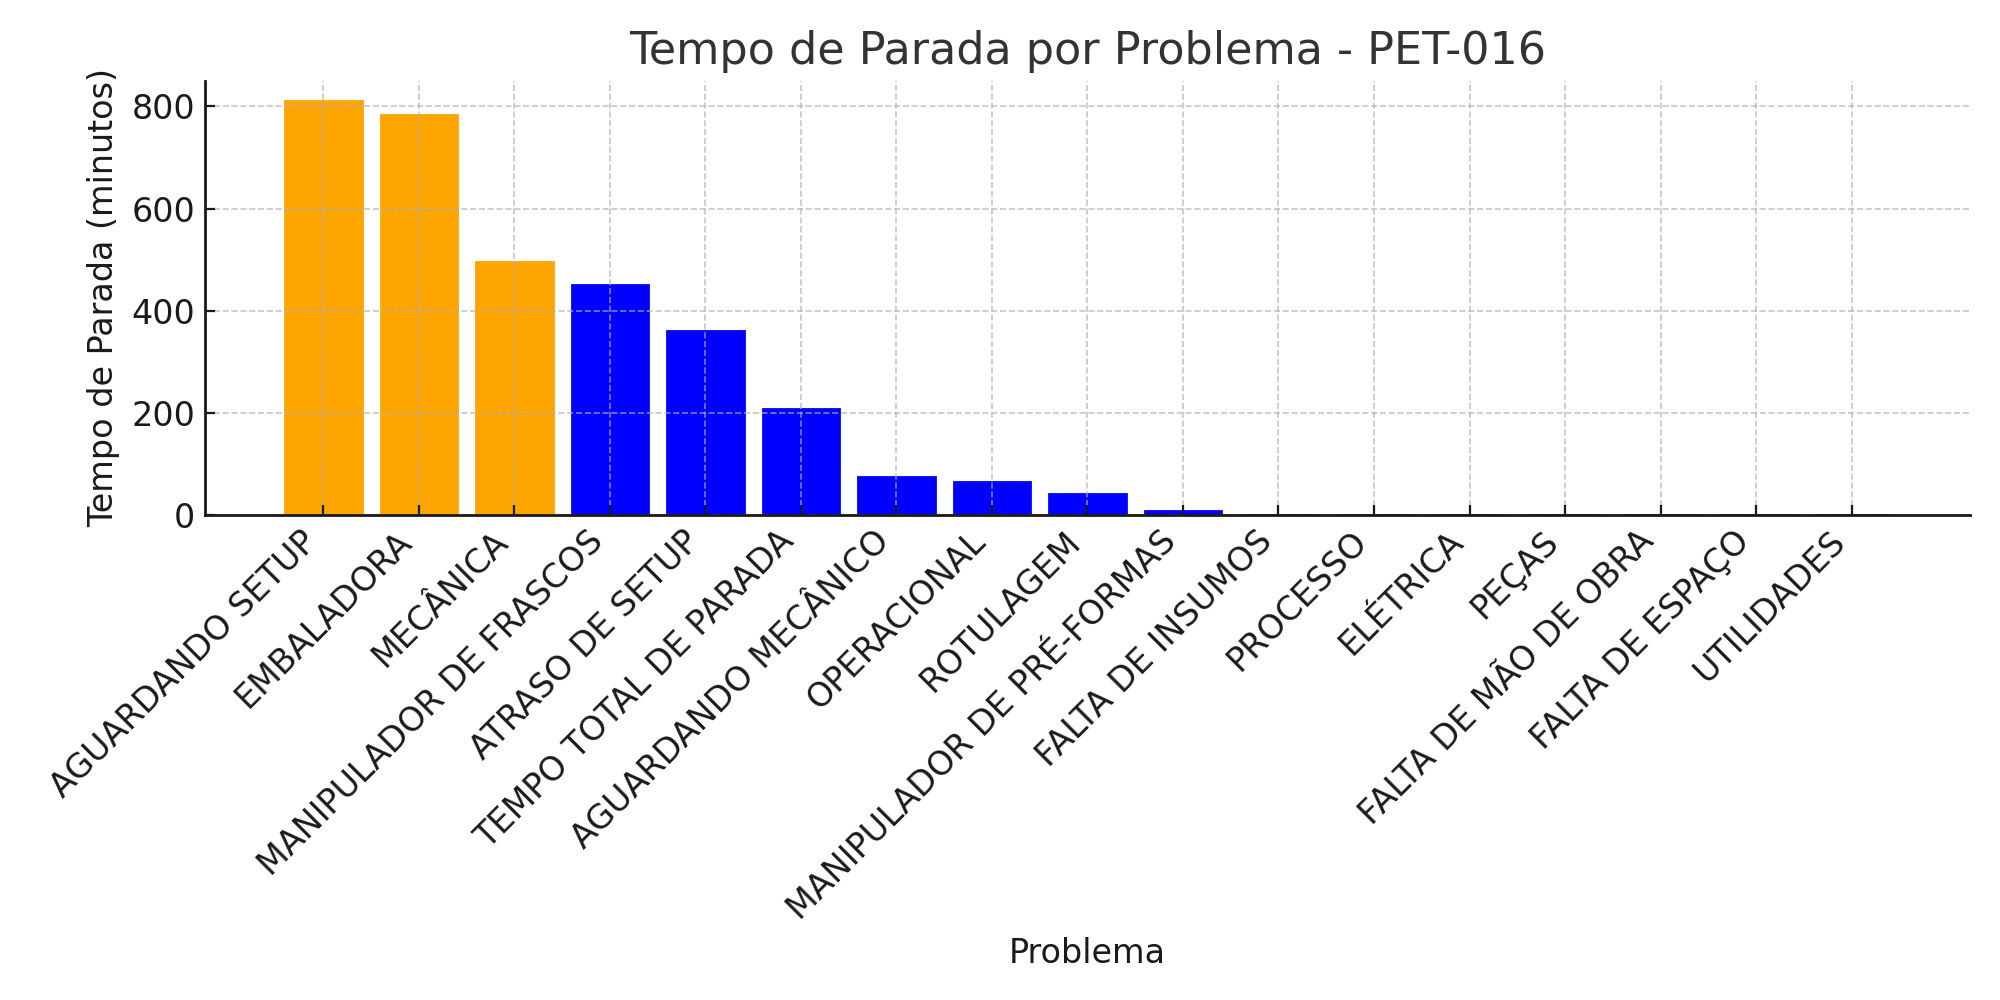 Tempo de Parada por Problema - PET-016
Tempo de Parada (minutos)
800
600
400
200
0
AGUARDANDO SETUP
EMBALADORA
MECÂNICA
MANIPULADOR DE FRASCOS
ATRASO DE SETUP
TEMPO TOTAL DE PARADA
AGUARDANDO MECÂNICO
OPERACIONAL
ROTULAGEM
MANIPULADOR DE PRÉ-FORMAS
FALTA DE INSUMOS
PROCESSO
ELÉTRICA
PEÇAS
FALTA DE MÃO DE OBRA
FALTA DE ESPAÇO
UTILIDADES
Problema